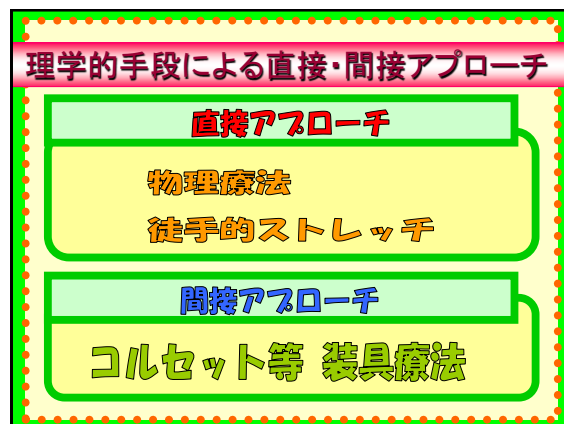 理学的手段による直接・間接アプローチ
直接アプローチ
物理療法
徒手的ストレッチ
間接アプローチ
コルセット等 装具療法